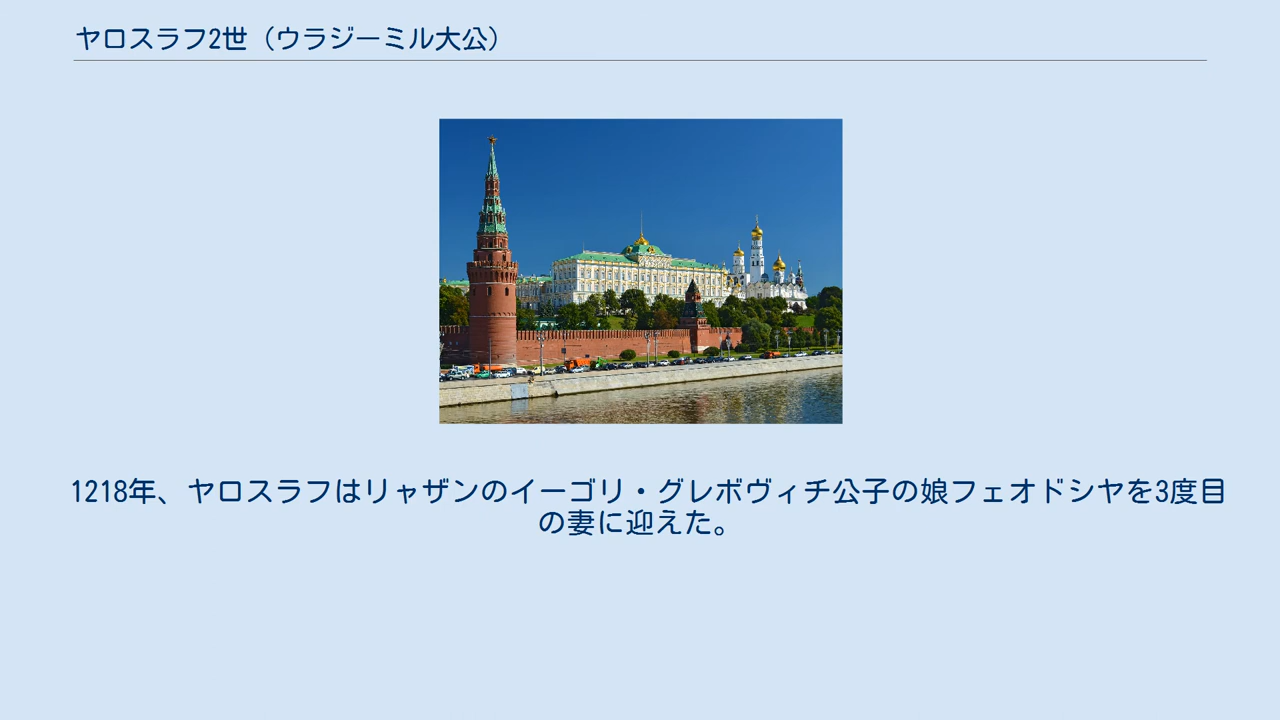 ヤロスラフ2世（ウラジーミル大公）
1218年、ヤロスラフはリャザンのイーゴリ・グレボヴィチ公子の娘フェオドシヤを3度目
の妻に迎えた。